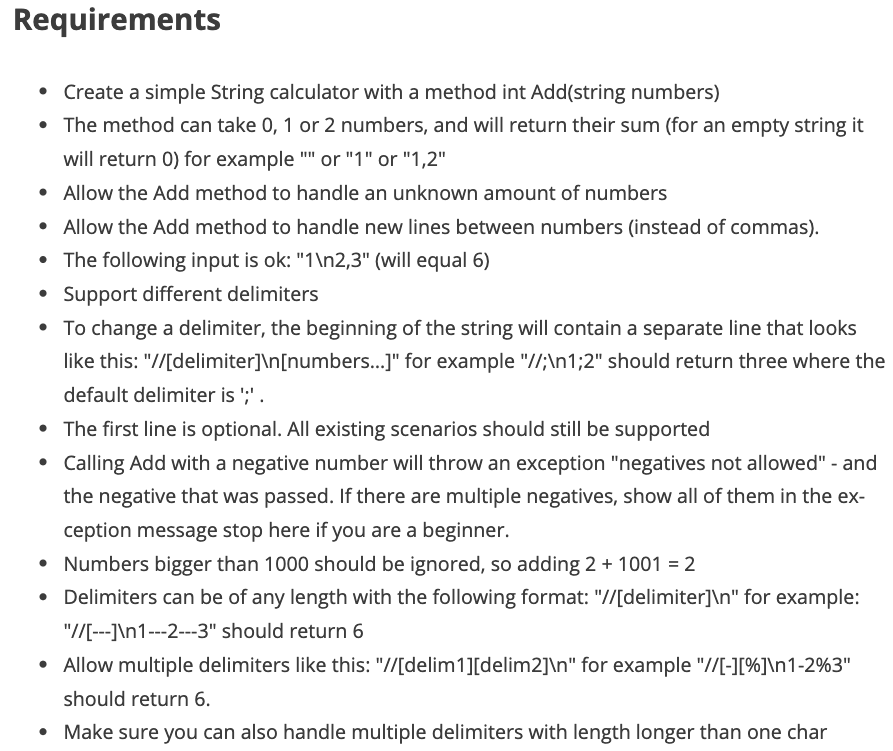 Requirements
• Create a simple String calculator with a method int Add(string numbers)
• The method can take 0, 1 or 2 numbers, and will return their sum (for an empty string it
will return 0) for example "" or "1" or "1,2"
• Allow the Add method to handle an unknown amount of numbers
• Allow the Add method to handle new lines between numbers (instead of commas).
• The following input is ok: "1\n2,3" (will equal 6)
• Support different delimiters
• To change a delimiter, the beginning of the string will contain a separate line that looks
like this: "//[delimiter]\n[numbers...]" for example "//;\n1;2" should return three where the
default delimiter is ';' .
• The first line is optional. All existing scenarios should still be supported
• Calling Add with a negative number will throw an exception "negatives not allowed" - and
the negative that was passed. If there are multiple negatives, show all of them in the ex-
ception message stop here if you are a beginner.
• Numbers bigger than 1000 should be ignored, so adding 2 + 1001 = 2
• Delimiters can be of any length with the following format: "//[delimiter]\n" for example:
"//[---]\n1---2---3" should return 6
• Allow multiple delimiters like this: "//[delim1][delim2]\n" for example "//[-][%]\n1-2%3"
should return 6.
• Make sure you can also handle multiple delimiters with length longer than one char